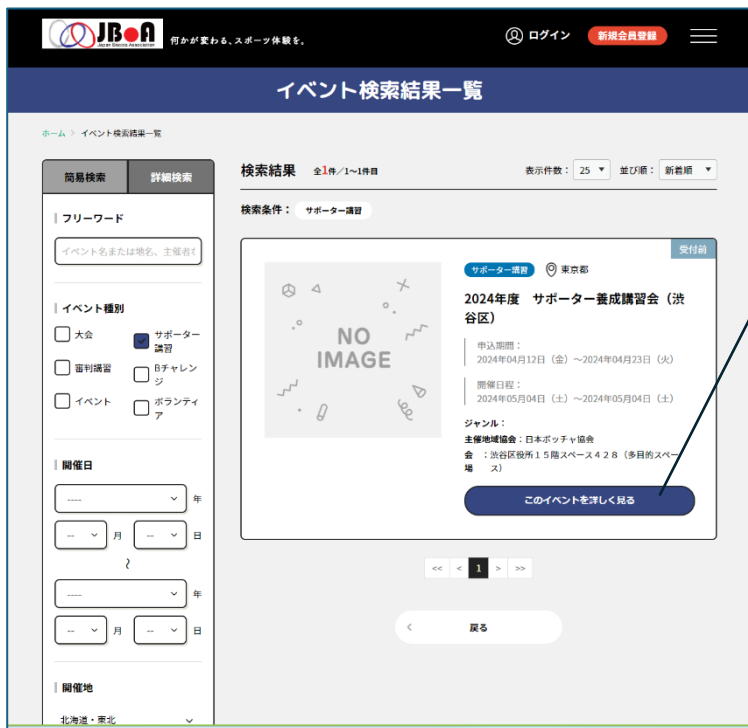 JBoA
Japan Boccia Association
何かが変わる、スポーツ体験を。
ログイン
新規会員登録
イベント検索結果一覧
ホーム > イベント検索結果一覧
簡易検索
詳細検索
フリーワード
イベント名または地名、主催者
イベント種別
大会
サポーター
講習
審判講習
Bチャレン
ジ
イベント
ボランティ
ア
開催日
---- 年
-- 月 -- 日
~
---- 年
-- 月 -- 日
開催地
北海道・東北
検索結果 全1件/1~1件目
表示件数: 25 並び順: 新着順
検索条件: サポーター講習
受付前
NO
IMAGE
サポーター講習 東京都
2024年度 サポーター養成講習会(渋
谷区)
申込期間:
2024年04月12日(金)~2024年04月23日(火)
開催日程:
2024年05月04日(土)~2024年05月04日(土)
ジャンル:
主催地域協会:日本ボッチャ協会
会 :渋谷区役所15階スペース428(多目的スペー
場 ス)
このイベントを詳しく見る
<< < 1 > >>
< 戻る